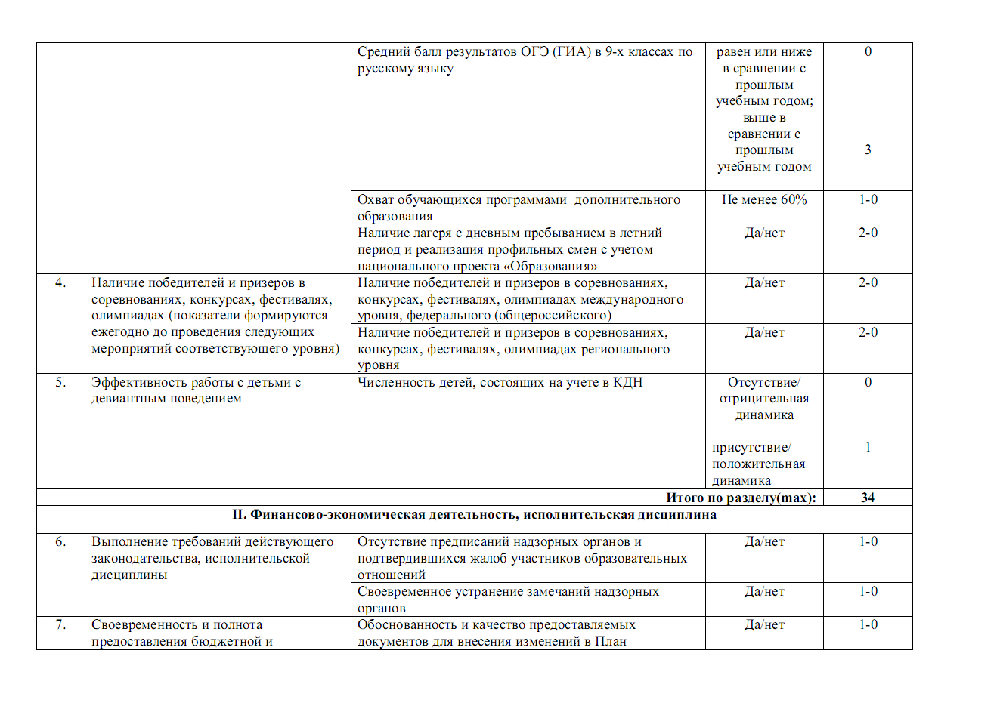 Средний балл результатов ОГЭ (ГИА) в 9-х классах по
русскому языку
равен или ниже
в сравнении с
прошлым
учебным годом;
выше в
сравнении с
прошлым
учебным годом
0
3
Охват обучающихся программами  дополнительного
образования
Не менее 60%
1-0
Наличие лагеря с дневным пребыванием в летний
период и реализация профильных смен с учетом
национального проекта «Образования»
Да/нет
2-0
4.
Наличие победителей и призеров в
соревнованиях, конкурсах, фестивалях,
олимпиадах (показатели формируются
ежегодно до проведения следующих
мероприятий соответствующего уровня)
Наличие победителей и призеров в соревнованиях,
конкурсах, фестивалях, олимпиадах международного
уровня, федерального (общероссийского)
Да/нет
2-0
Наличие победителей и призеров в соревнованиях,
конкурсах, фестивалях, олимпиадах регионального
уровня
Да/нет
2-0
5.
Эффективность работы с детьми с
девиантным поведением
Численность детей, состоящих на учете в КДН
Отсутствие/
отрицительная
динамика
присутствие/
положительная
динамика
0
1
Итого по разделу(max):
34
II. Финансово-экономическая деятельность, исполнительская дисциплина
6.
Выполнение требований действующего
законодательства, исполнительской
дисциплины
Отсутствие предписаний надзорных органов и
подтвердившихся жалоб участников образовательных
отношений
Да/нет
1-0
Своевременное устранение замечаний надзорных
органов
Да/нет
1-0
7.
Своевременность и полнота
предоставления бюджетной и
Обоснованность и качество предоставляемых
документов для внесения изменений в План
Да/нет
1-0